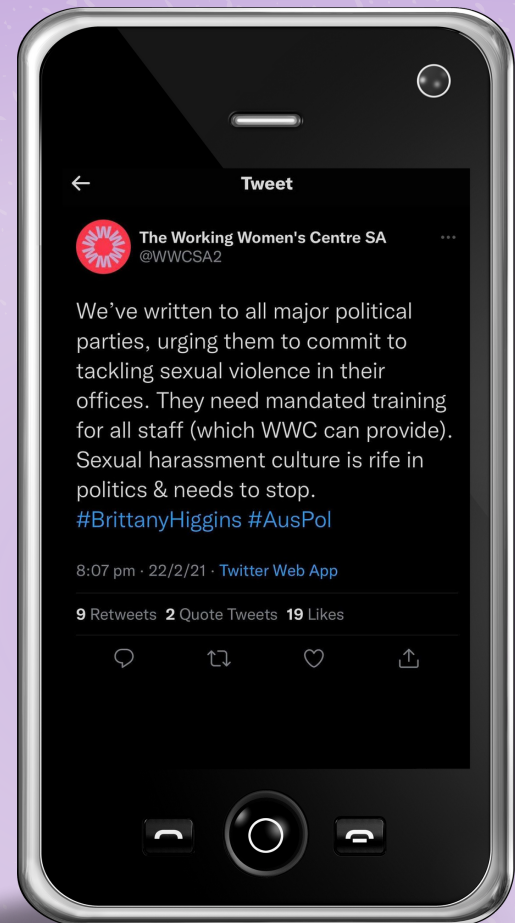 Tweet
The Working Women's Centre SA
@WWCSA2
We've written to all major political
parties, urging them to commit to
tackling sexual violence in their
offices. They need mandated training
for all staff (which WWC can provide).
Sexual harassment culture is rife in
politics & needs to stop.
#BrittanyHiggins #AusPol
8:07 pm · 22/2/21 · Twitter Web App
9 Retweets 2 Quote Tweets 19 Likes